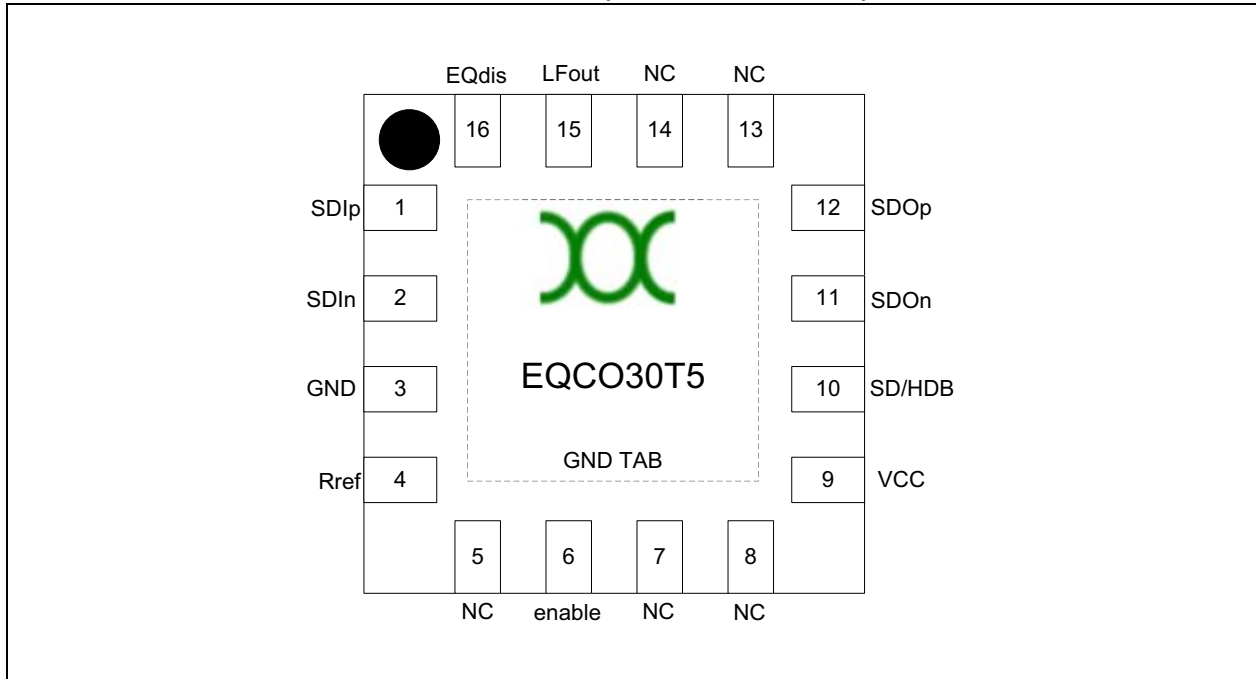 EQdis LFout NC NC
16 15 14 13
SDIp 1 12 SDOp
SDIn 2 11 SDOn
EQCO30T5
GND 3 10 SD/HDB
GND TAB
Rref 4 9 VCC
5 6 7 8
NC enable NC NC